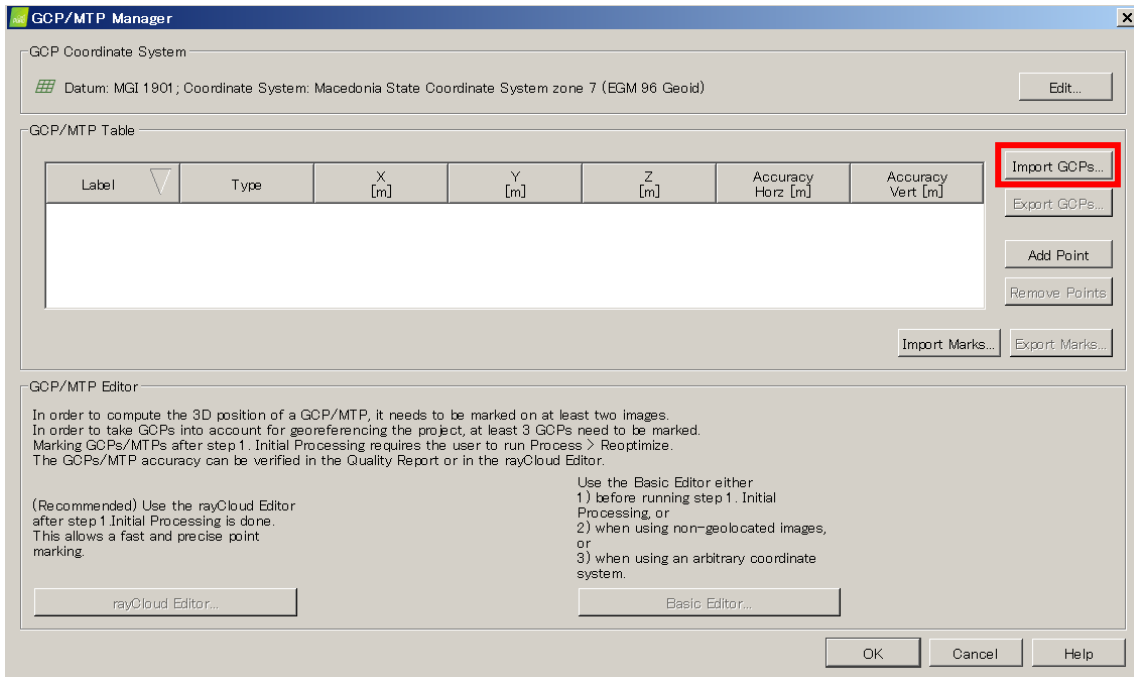 GCP/MTP Manager
GCP Coordinate System
Datum: MGI 1901; Coordinate System: Macedonia State Coordinate System zone 7 (EGM 96 Geoid)
Edit...
GCP/MTP Table
Label
Type
X
[m]
Y
[m]
Z
[m]
Accuracy
Horz [m]
Accuracy
Vert [m]
Import GCPs...
Export GCPs...
Add Point
Remove Points
Import Marks...
Export Marks...
GCP/MTP Editor
In order to compute the 3D position of a GCP/MTP, it needs to be marked on at least two images.
In order to take GCPs into account for georeferencing the project, at least 3 GCPs need to be marked.
Marking GCPs/MTPs after step 1. Initial Processing requires the user to run Process > Reoptimize.
The GCPs/MTP accuracy can be verified in the Quality Report or in the rayCloud Editor.
(Recommended) Use the rayCloud Editor
after step 1.Initial Processing is done.
This allows a fast and precise point
marking.
rayCloud Editor...
Use the Basic Editor either
1) before running step 1. Initial
Processing, or
2) when using non-geolocated images,
or
3) when using an arbitrary coordinate
system.
Basic Editor...
OK
Cancel
Help